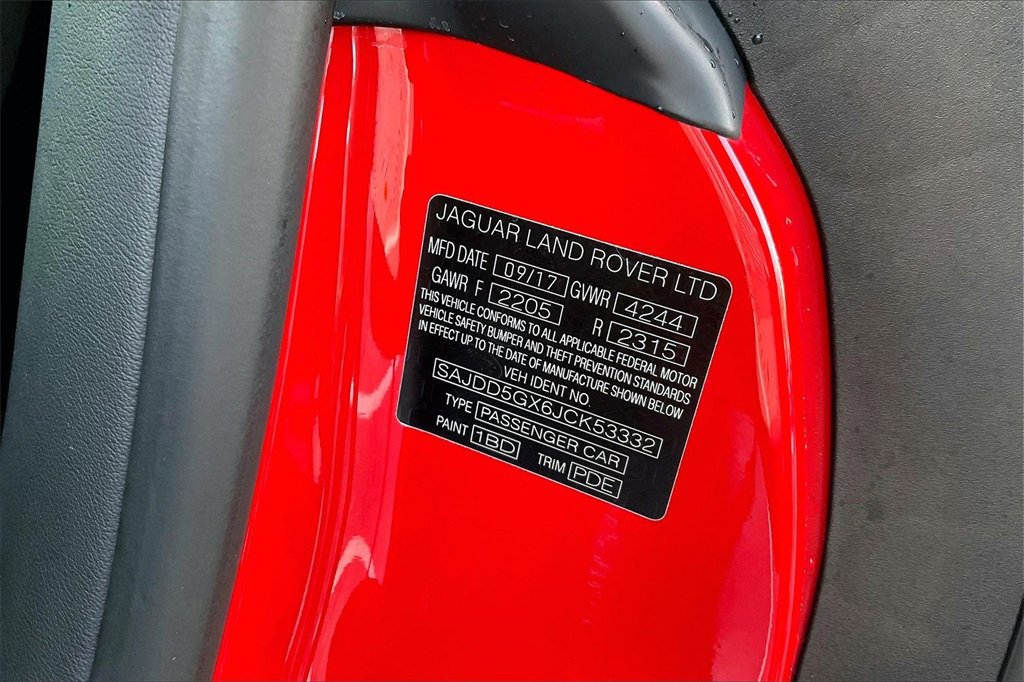 JAGUAR LAND ROVER LTD
MFD DATE 09/17 GVWR 4244
GAWR F 2205 R 2315
THIS VEHICLE CONFORMS TO ALL APPLICABLE FEDERAL MOTOR
VEHICLE SAFETY BUMPER AND THEFT PREVENTION STANDARDS
IN EFFECT UP TO THE DATE OF MANUFACTURE SHOWN BELOW
VEH IDENT NO
SAJDD5GX6JCK53332
TYPE PASSENGER CAR
PAINT 1BD TRIM PDE